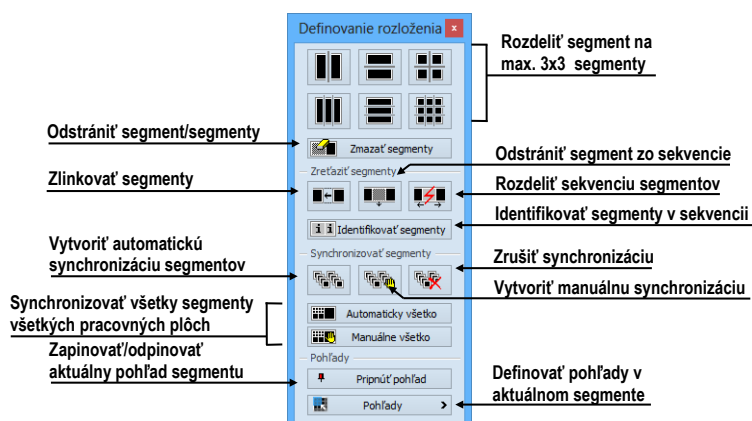 Definovanie rozloženia
x
Rozdeliť segment na
max. 3x3 segmenty
Odstrániť segment/segmenty
Zmazať segmenty
Zreťaziť segmenty
Odstrániť segment zo sekvencie
Zlinkovať segmenty
Rozdeliť sekvenciu segmentov
Identifikovať segmenty v sekvencii
i i Identifikovať segmenty
Vytvoriť automatickú
synchronizáciu segmentov
Synchronizovať segmenty
Zrušiť synchronizáciu
Vytvoriť manuálnu synchronizáciu
Synchronizovať všetky segmenty
všetkých pracovných plôch
Automaticky všetko
Manuálne všetko
Zapinovať/odpinovať
aktuálny pohľad segmentu
Pohľady
Pripnúť pohľad
Definovať pohľady v
aktuálnom segmente
Pohľady